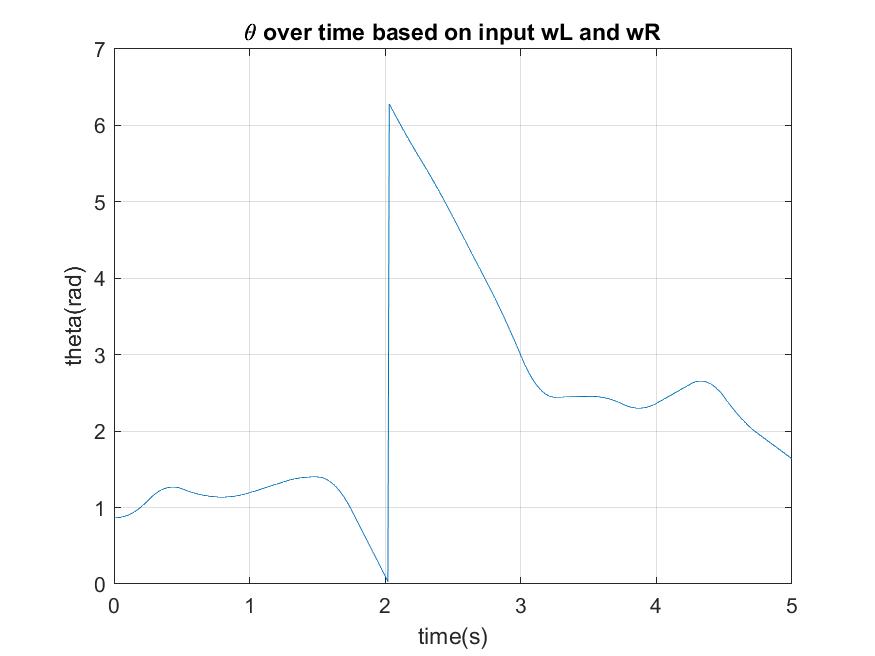 θ over time based on input wL and wR
7
6
5
4
3
2
1
0
theta(rad)
0 1 2 3 4 5
time(s)